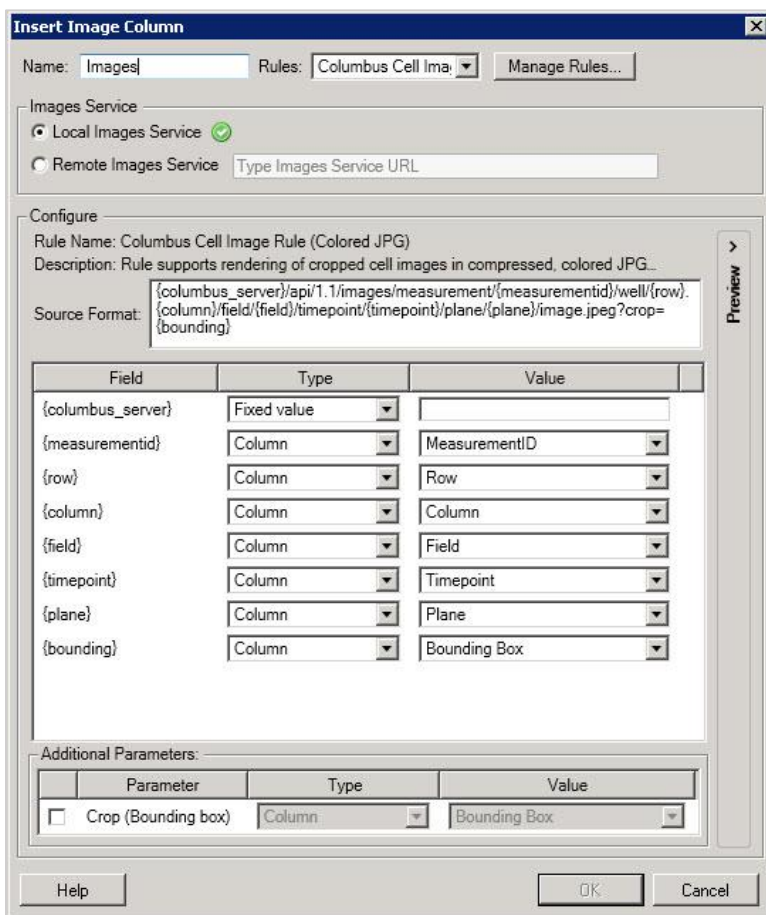 Insert Image Column
Name: Images Rules: Columbus Cell Ima Manage Rules...
Images Service
Local Images Service
Remote Images Service Type Images Service URL
Configure
Rule Name: Columbus Cell Image Rule (Colored JPG)
Description: Rule supports rendering of cropped cell images in compressed, colored JPG...
Source Format: {columbus_server}/api/1.1/images/measurement/{measurementid}/well/{row}.
{column}/field/{field}/timepoint/{timepoint}/plane/{plane}/image.jpeg?crop=
{bounding}
Preview >
Field Type Value
{columbus_server} Fixed value
{measurementid} Column MeasurementID
{row} Column Row
{column} Column Column
{field} Column Field
{timepoint} Column Timepoint
{plane} Column Plane
{bounding} Column Bounding Box
Additional Parameters:
Parameter Type Value
Crop (Bounding box) Column Bounding Box
Help OK Cancel